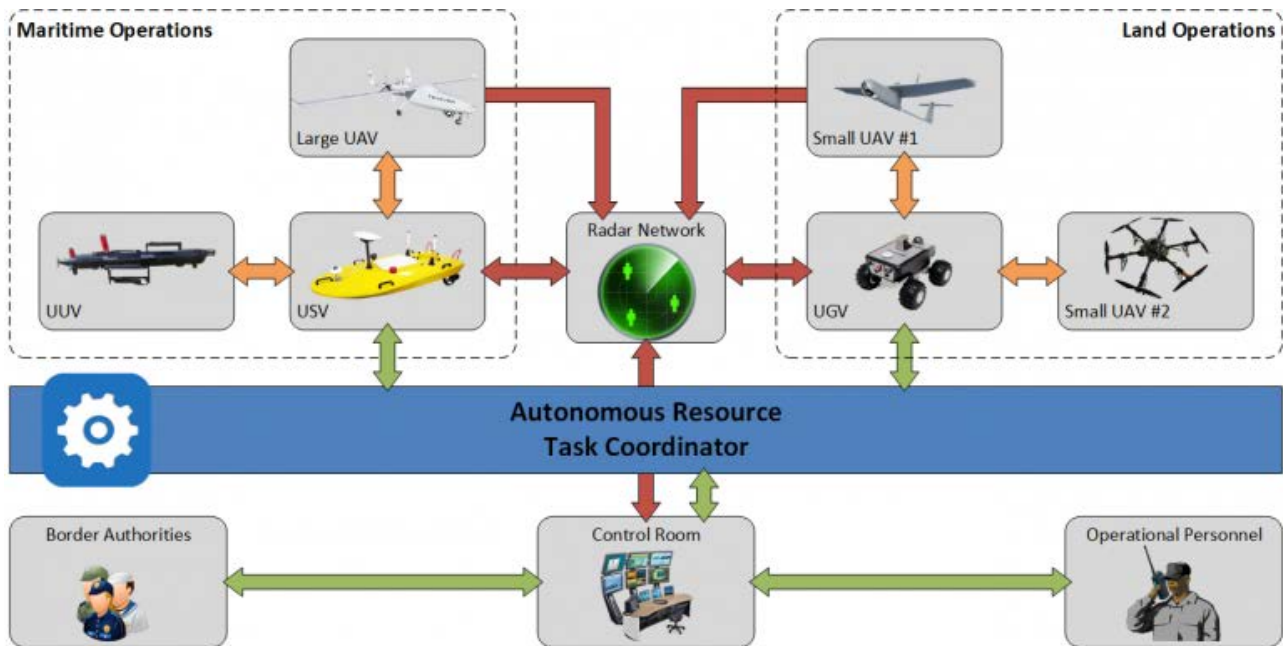 Maritime Operations
Land Operations
Large UAV
Small UAV #1
Radar Network
UUV
USV
UGV
Small UAV #2
Autonomous Resource
Task Coordinator
Border Authorities
Control Room
Operational Personnel